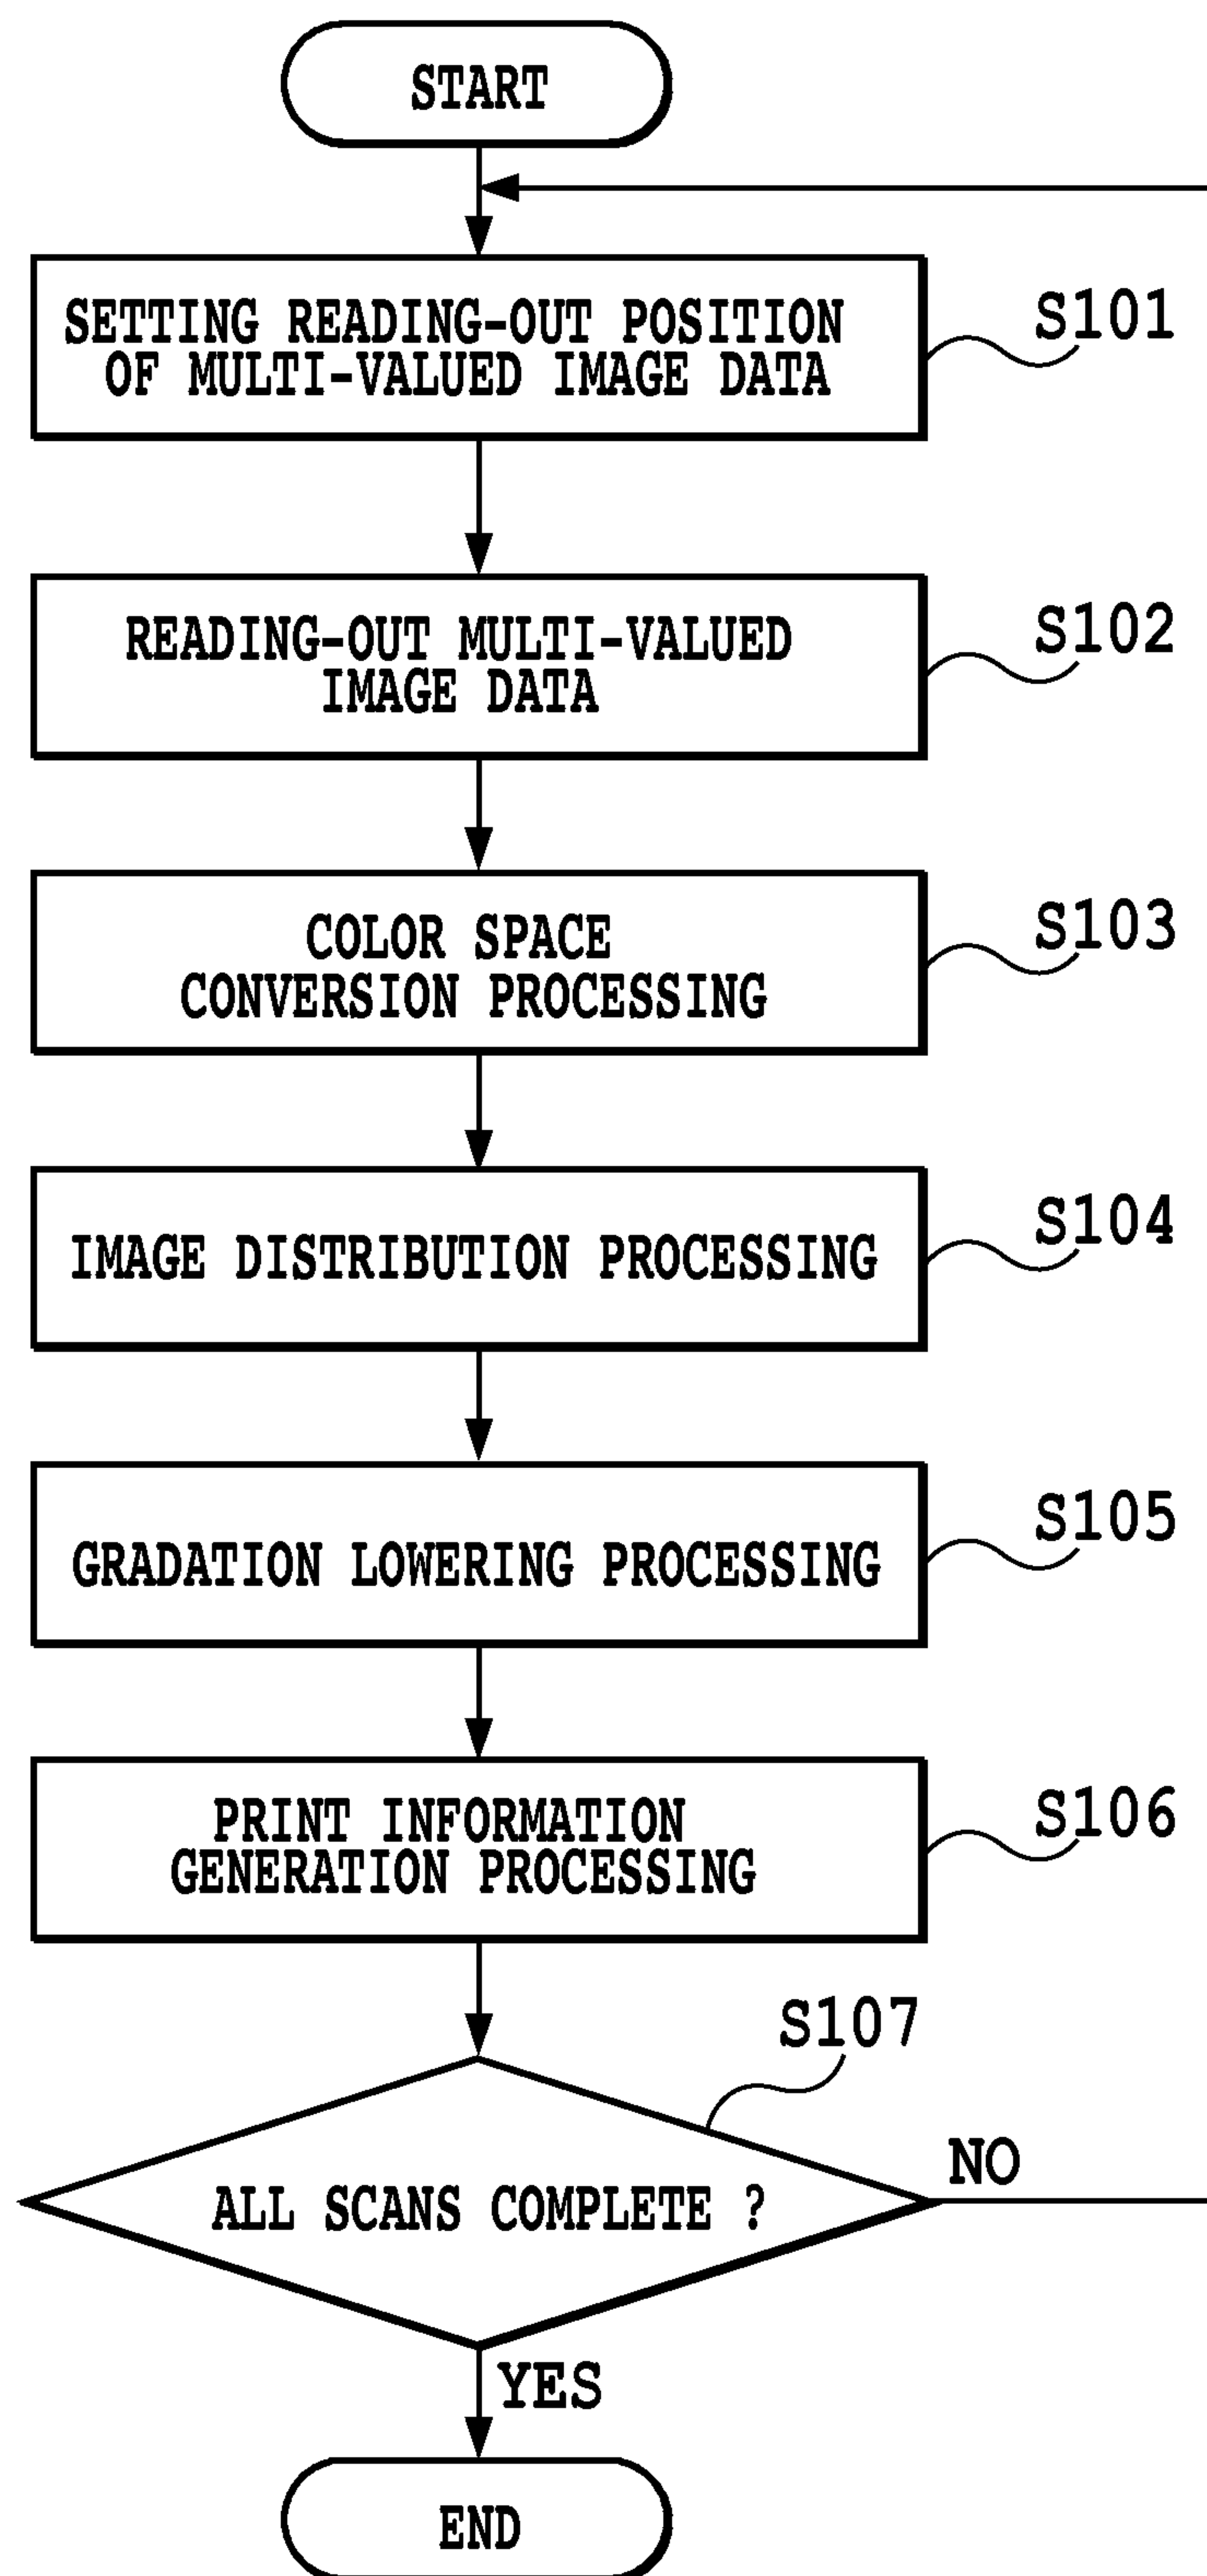 START
SETTING READING-OUT POSITION
OF MULTI-VALUED IMAGE DATA
S101
READING-OUT MULTI-VALUED
IMAGE DATA
S102
COLOR SPACE
CONVERSION PROCESSING
S103
IMAGE DISTRIBUTION PROCESSING
S104
GRADATION LOWERING PROCESSING
S105
PRINT INFORMATION
GENERATION PROCESSING
S106
S107
ALL SCANS COMPLETE ?
NO
YES
END